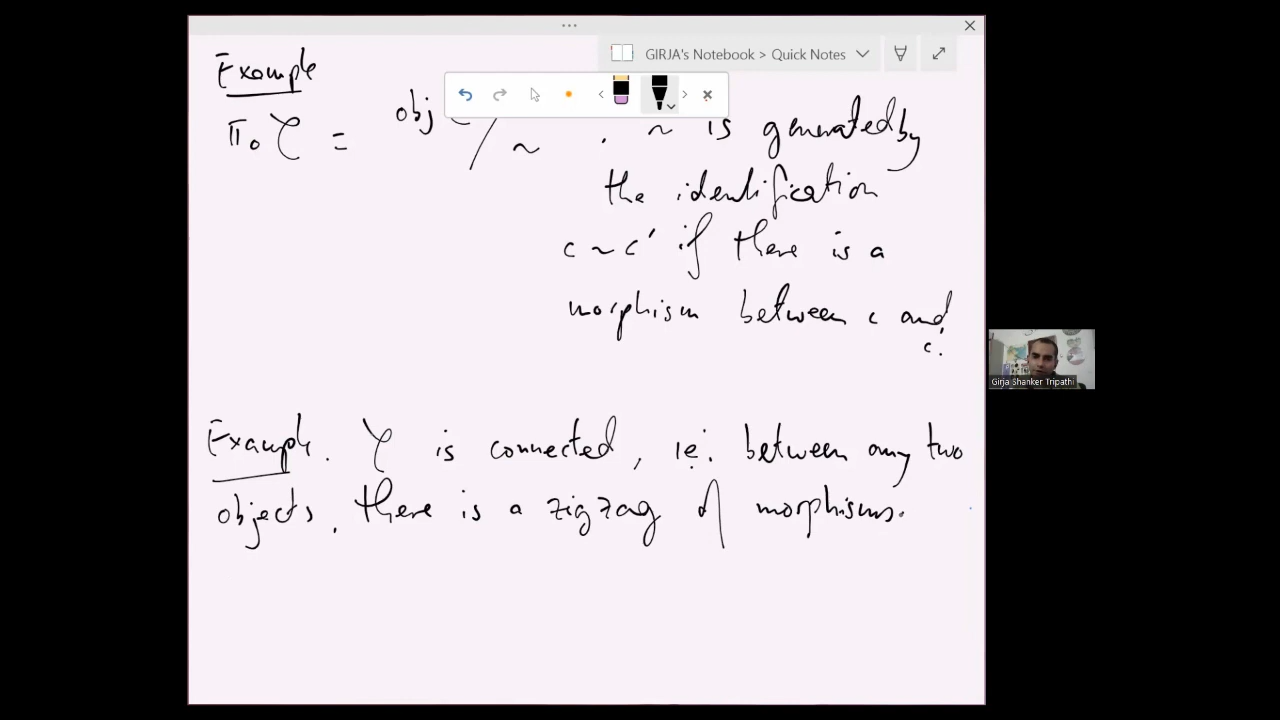 GIRJA's Notebook > Quick Notes
Example
π₀ 𝒞 = obj 𝒞/~ . ~ is generated by
the identification
c ~ c' if there is a
morphism between c and
c'.
Example. 𝒞 is connected, ie. between any two
objects, there is a zigzag of morphisms.
Girja Shanker Tripathi